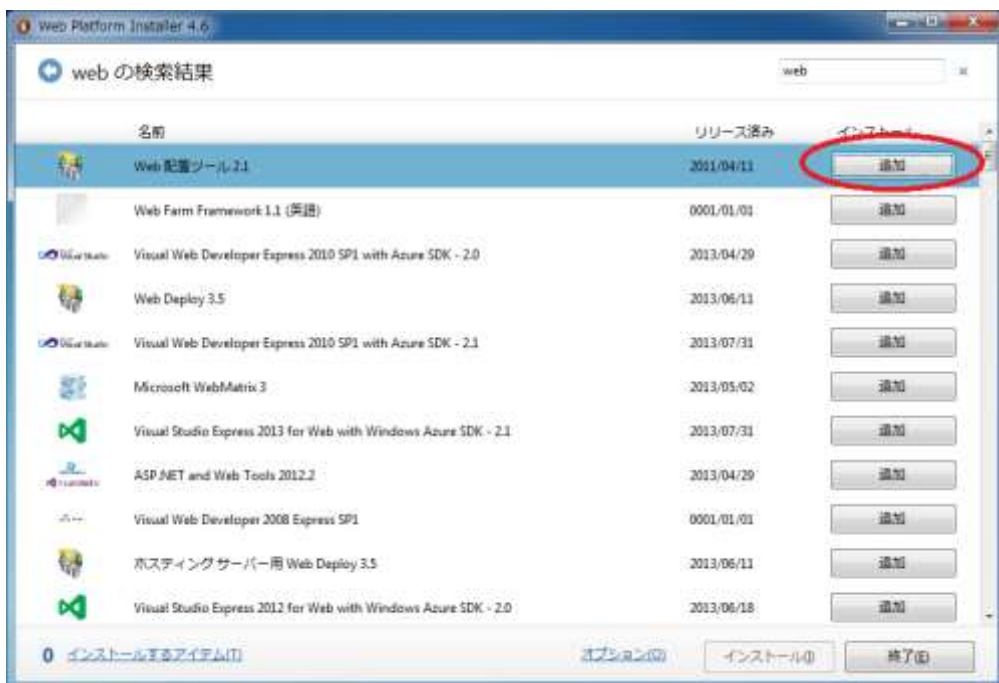 Web Platform Installer 4.6
web の検索結果
web
名前 リリース済み インストール
Web 配置ツール 2.1 2011/04/11 追加
Web Farm Framework 1.1 (英語) 0001/01/01 追加
Visual Web Developer Express 2010 SP1 with Azure SDK - 2.0 2013/04/29 追加
Web Deploy 3.5 2013/06/11 追加
Visual Web Developer Express 2010 SP1 with Azure SDK - 2.1 2013/07/31 追加
Microsoft WebMatrix 3 2013/05/02 追加
Visual Studio Express 2013 for Web with Windows Azure SDK - 2.1 2013/07/31 追加
ASP.NET and Web Tools 2012.2 2013/04/29 追加
Visual Web Developer 2008 Express SP1 0001/01/01 追加
ホスティング サーバー用 Web Deploy 3.5 2013/06/11 追加
Visual Studio Express 2012 for Web with Windows Azure SDK - 2.0 2013/06/18 追加
0 インストールするアイテム(T) オプション(O) インストール(I) 終了(E)